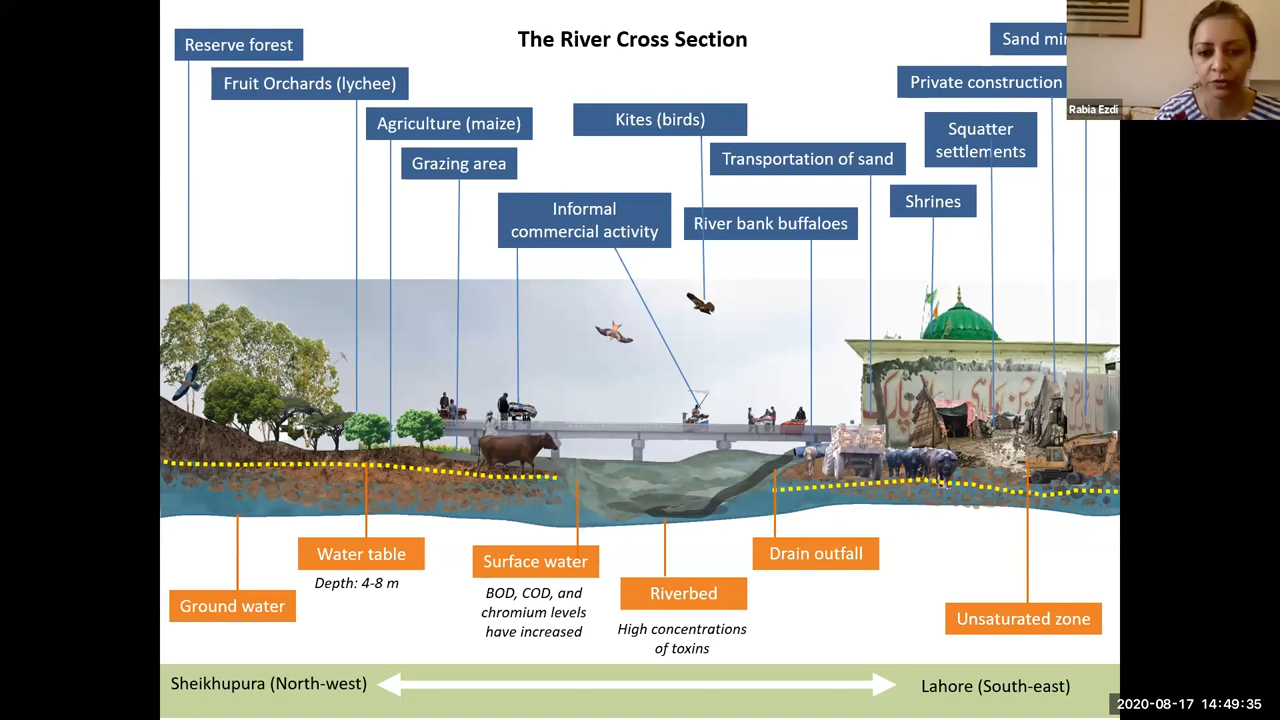 The River Cross Section
Reserve forest
Fruit Orchards (lychee)
Agriculture (maize)
Grazing area
Informal
commercial activity
Kites (birds)
Transportation of sand
River bank buffaloes
Sand
Private construction
Squatter
settlements
Shrines
Rabia Ezdi
Ground water
Water table
Depth: 4-8 m
Surface water
BOD, COD, and
chromium levels
have increased
Riverbed
High concentrations
of toxins
Drain outfall
Unsaturated zone
Sheikhupura (North-west)
Lahore (South-east)
2020-08-17 14:49:35